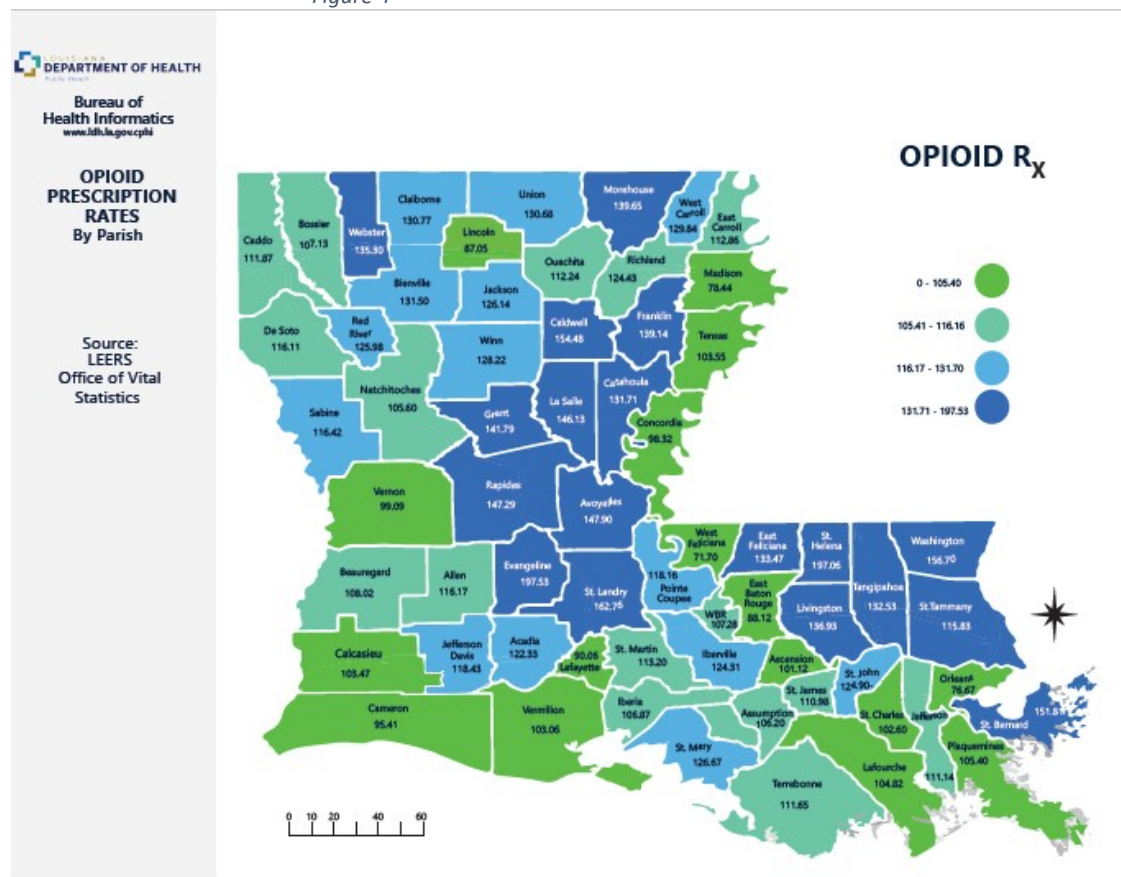 Figure 1
LOUISIANA
DEPARTMENT OF HEALTH
Bureau of
Health Informatics
www.ldh.la.gov.cphi
OPIOID
PRESCRIPTION
RATES
By Parish
Source:
LEERS
Office of Vital
Statistics
OPIOID RX
0 - 105.40
105.41 - 116.16
116.17 - 131.70
131.71 - 197.53
Caddo
111.87
Bossier
107.13
Webster
135.30
Claiborne
130.77
Lincoln
87.05
Union
130.68
Morehouse
139.65
West
Carroll
129.84
East
Carroll
112.86
Ouachita
112.24
Richland
124.43
Madison
78.44
Bienville
131.50
Jackson
126.14
De Soto
116.11
Red
River
125.98
Winn
128.22
Caldwell
154.48
Franklin
139.14
Tensas
103.55
Natchitoches
105.60
Sabine
116.42
Grant
141.79
La Salle
146.13
Catahoula
131.71
Concordia
98.32
Vernon
99.09
Rapides
147.29
Avoyelles
147.90
Beauregard
108.02
Allen
116.17
Evangeline
197.53
St. Landry
162.76
118.16
Pointe
Coupee
West
Feliciana
71.70
East
Feliciana
133.47
St.
Helena
197.06
Tangipahoa
132.53
Washington
156.70
East
Baton
Rouge
88.12
WBR
107.28
Livingston
136.93
St.Tammany
115.83
Calcasieu
103.47
Jefferson
Davis
118.43
Acadia
122.33
90.06
Lafayette
St. Martin
113.20
Iberville
124.31
Ascension
101.12
St. John
124.90
Orleans
76.67
St. James
110.98
Cameron
95.41
Vermilion
103.06
Iberia
106.87
Assumption
106.20
St. Charles
102.60
Jefferson
111.14
St. Bernard
151.81
Plaquemines
105.40
St. Mary
126.67
Lafourche
104.82
Terrebonne
111.65
0 10 20 40 60